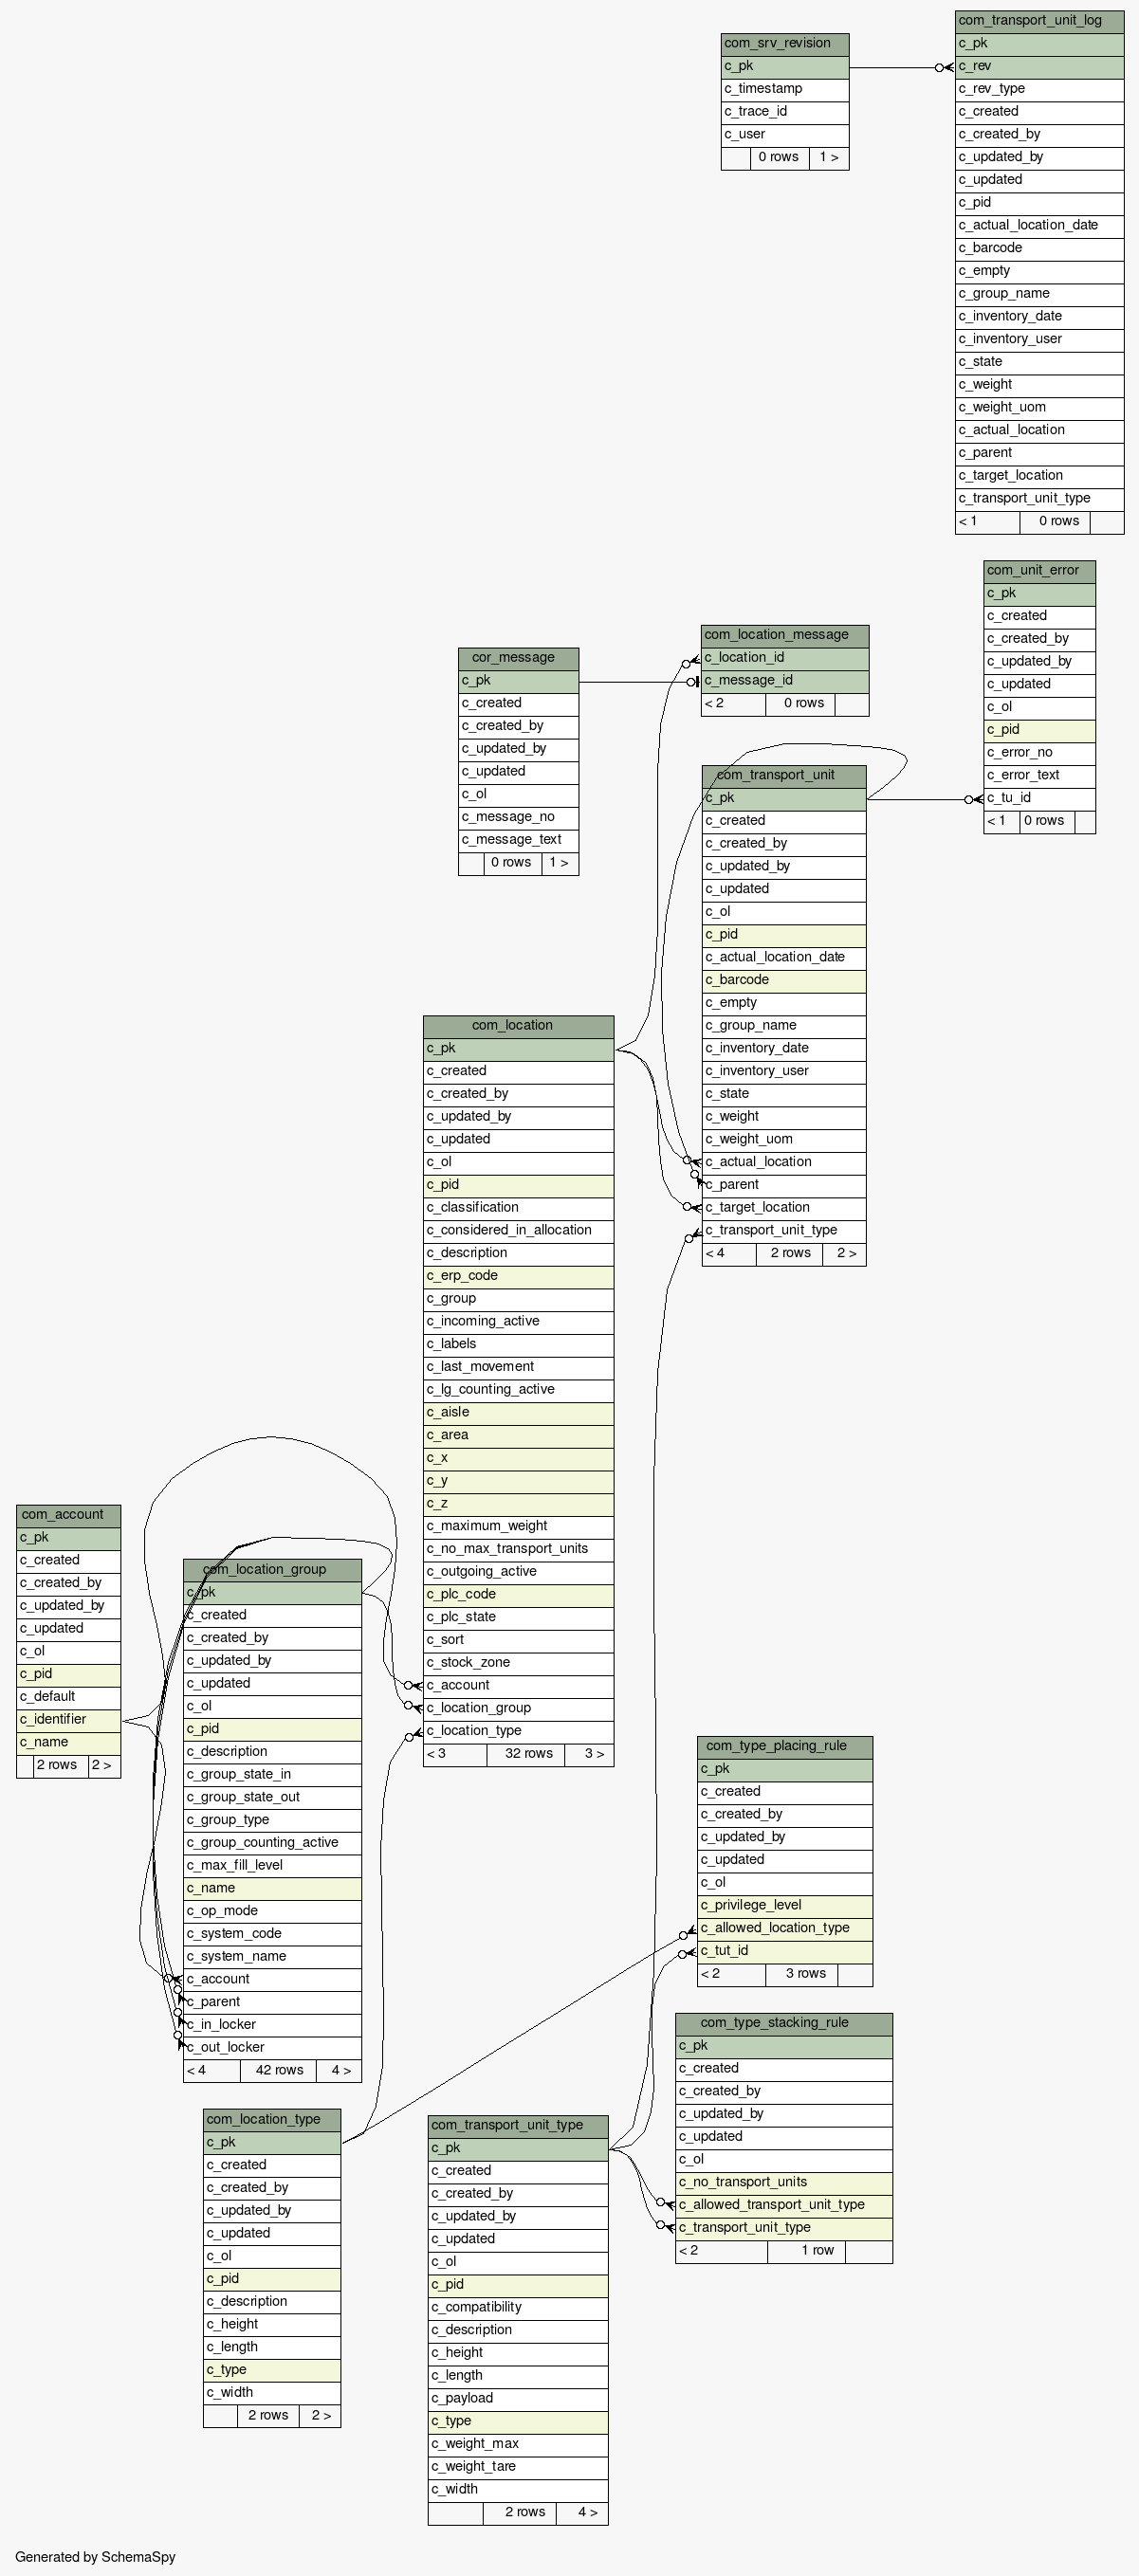 com_transport_unit_log
c_pk
c_rev
c_rev_type
c_created
c_created_by
c_updated_by
c_updated
c_pid
c_actual_location_date
c_barcode
c_empty
c_group_name
c_inventory_date
c_inventory_user
c_state
c_weight
c_weight_uom
c_actual_location
c_parent
c_target_location
c_transport_unit_type
< 1 0 rows
com_srv_revision
c_pk
c_timestamp
c_trace_id
c_user
0 rows 1 >
com_unit_error
c_pk
c_created
c_created_by
c_updated_by
c_updated
c_ol
c_pid
c_error_no
c_error_text
c_tu_id
< 1 0 rows
com_location_message
c_location_id
c_message_id
< 2 0 rows
cor_message
c_pk
c_created
c_created_by
c_updated_by
c_updated
c_ol
c_message_no
c_message_text
0 rows 1 >
com_transport_unit
c_pk
c_created
c_created_by
c_updated_by
c_updated
c_ol
c_pid
c_actual_location_date
c_barcode
c_empty
c_group_name
c_inventory_date
c_inventory_user
c_state
c_weight
c_weight_uom
c_actual_location
c_parent
c_target_location
c_transport_unit_type
< 4 2 rows 2 >
com_location
c_pk
c_created
c_created_by
c_updated_by
c_updated
c_ol
c_pid
c_classification
c_considered_in_allocation
c_description
c_erp_code
c_group
c_incoming_active
c_labels
c_last_movement
c_lg_counting_active
c_aisle
c_area
c_x
c_y
c_z
c_maximum_weight
c_no_max_transport_units
c_outgoing_active
c_plc_code
c_plc_state
c_sort
c_stock_zone
c_account
c_location_group
c_location_type
< 3 32 rows 3 >
com_account
c_pk
c_created
c_created_by
c_updated_by
c_updated
c_ol
c_pid
c_default
c_identifier
c_name
2 rows 2 >
com_location_group
c_pk
c_created
c_created_by
c_updated_by
c_updated
c_ol
c_pid
c_description
c_group_state_in
c_group_state_out
c_group_type
c_group_counting_active
c_max_fill_level
c_name
c_op_mode
c_system_code
c_system_name
c_account
c_parent
c_in_locker
c_out_locker
< 4 42 rows 4 >
com_type_placing_rule
c_pk
c_created
c_created_by
c_updated_by
c_updated
c_ol
c_privilege_level
c_allowed_location_type
c_tut_id
< 2 3 rows
com_type_stacking_rule
c_pk
c_created
c_created_by
c_updated_by
c_updated
c_ol
c_no_transport_units
c_allowed_transport_unit_type
c_transport_unit_type
< 2 1 row
com_location_type
c_pk
c_created
c_created_by
c_updated_by
c_updated
c_ol
c_pid
c_description
c_height
c_length
c_type
c_width
2 rows 2 >
com_transport_unit_type
c_pk
c_created
c_created_by
c_updated_by
c_updated
c_ol
c_pid
c_compatibility
c_description
c_height
c_length
c_payload
c_type
c_weight_max
c_weight_tare
c_width
2 rows 4 >
Generated by SchemaSpy